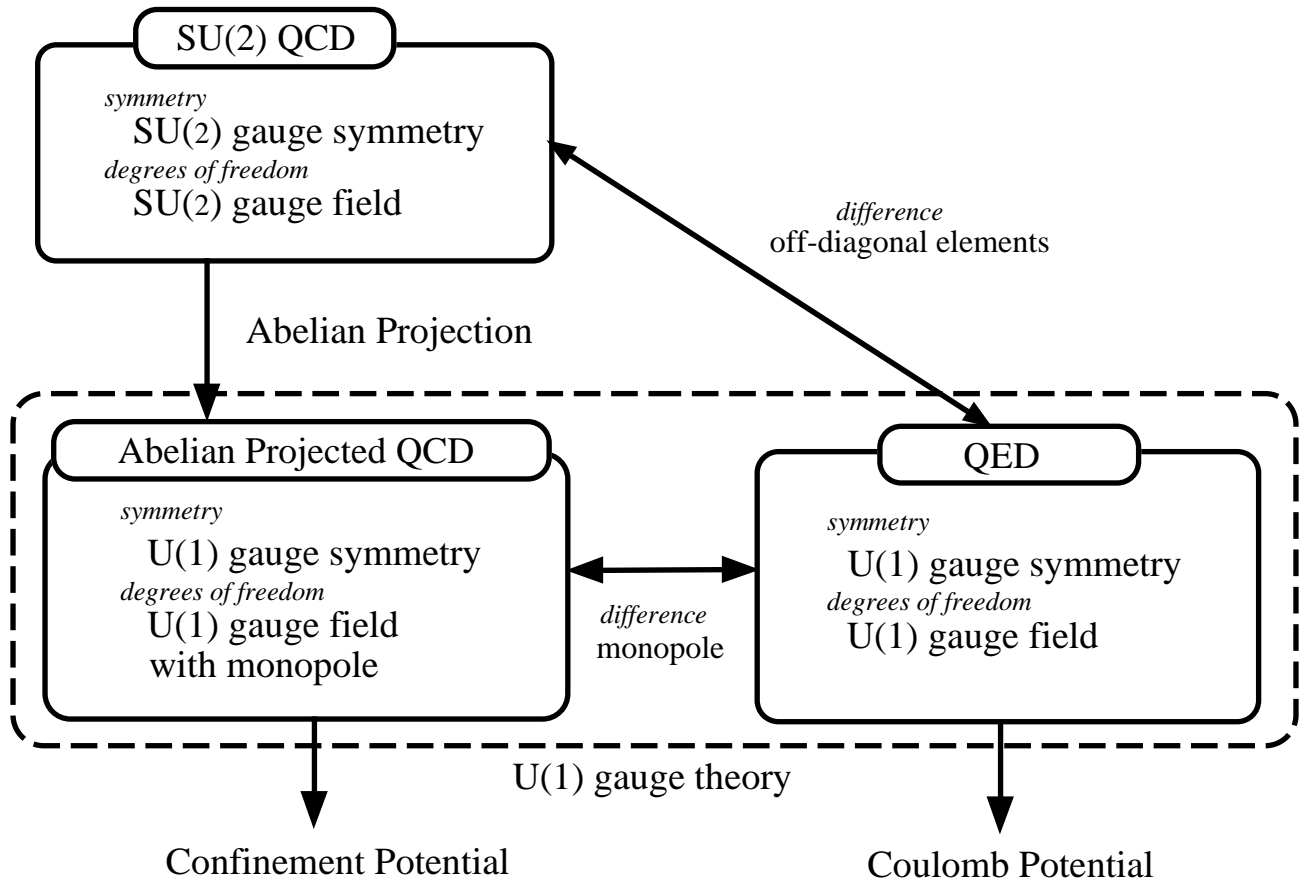 SU(2) QCD
symmetry
SU(2) gauge symmetry
degrees of freedom
SU(2) gauge field
difference
off-diagonal elements
Abelian Projection
Abelian Projected QCD
symmetry
U(1) gauge symmetry
degrees of freedom
U(1) gauge field
with monopole
difference
monopole
QED
symmetry
U(1) gauge symmetry
degrees of freedom
U(1) gauge field
U(1) gauge theory
Confinement Potential
Coulomb Potential